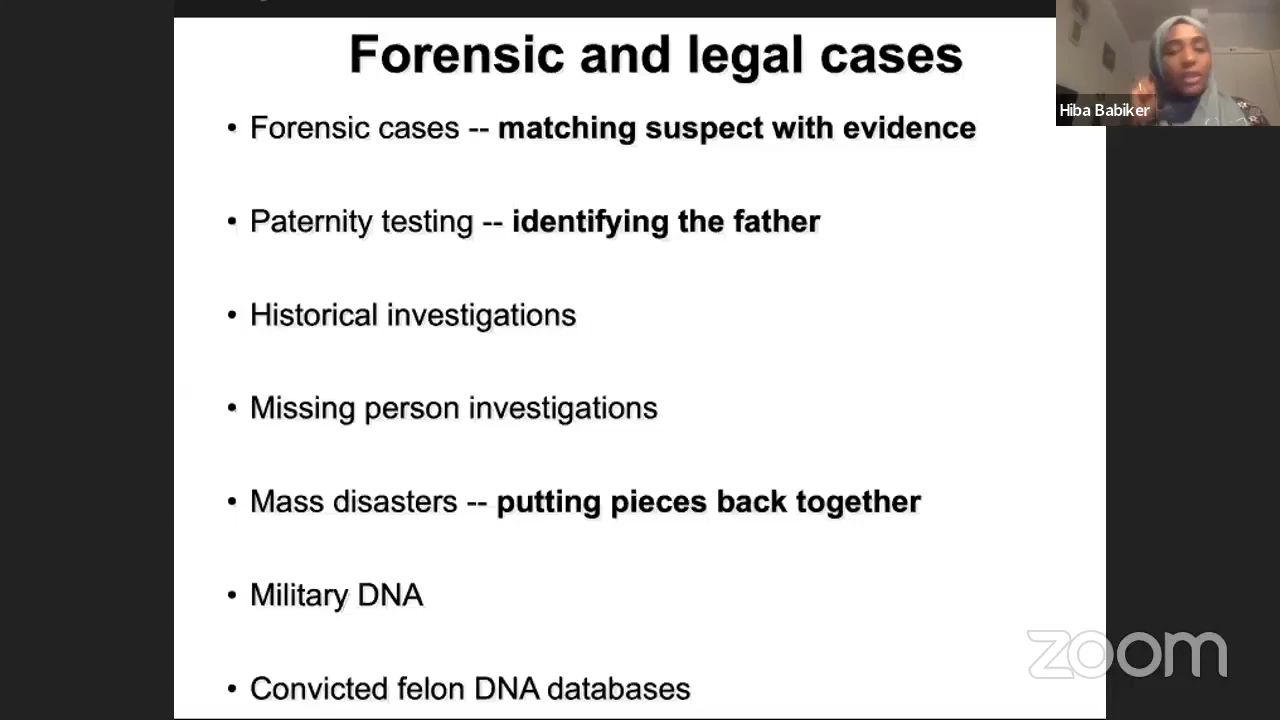 Forensic and legal cases
• Forensic cases -- matching suspect with evidence
• Paternity testing -- identifying the father
• Historical investigations
• Missing person investigations
• Mass disasters -- putting pieces back together
• Military DNA
• Convicted felon DNA databases
Hiba Babiker
zoom